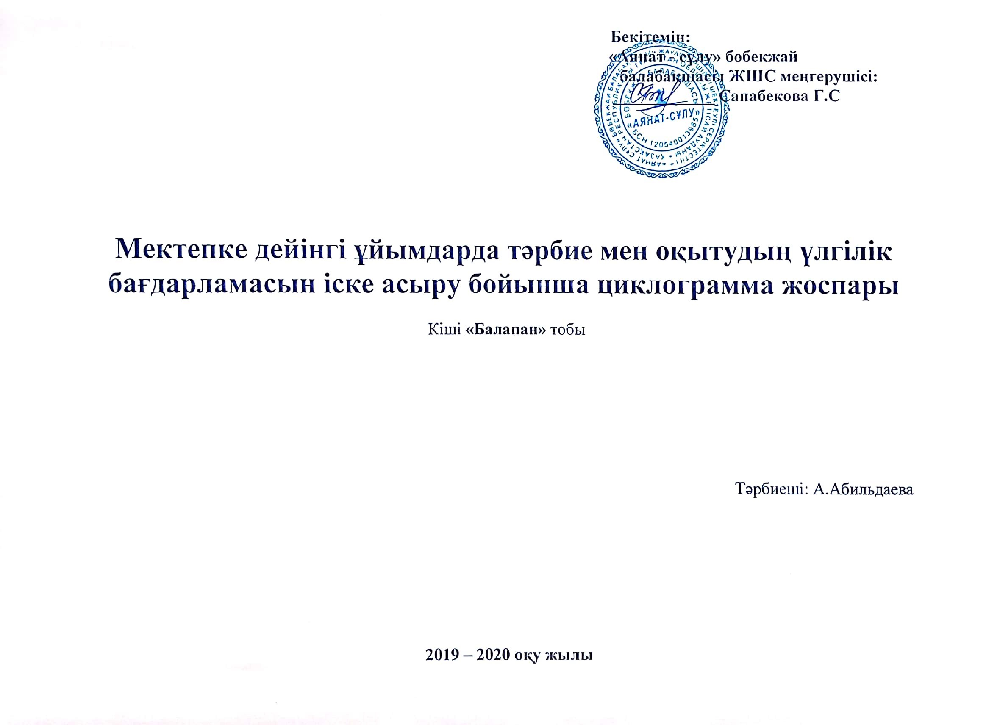 Бекітемін:
«Аянат - сұлу» бөбекжай
балабақшасы ЖШС меңгерушісі:
Сапабекова Г.С
«АЯНАТ-СҰЛУ»
БСН 120540013985
Мектепке дейінгі ұйымдарда тәрбие мен оқытудың үлгілік
бағдарламасын іске асыру бойынша циклограмма жоспары
Кіші «Балапан» тобы
Тәрбиеші: А.Абильдаева
2019 – 2020 оқу жылы